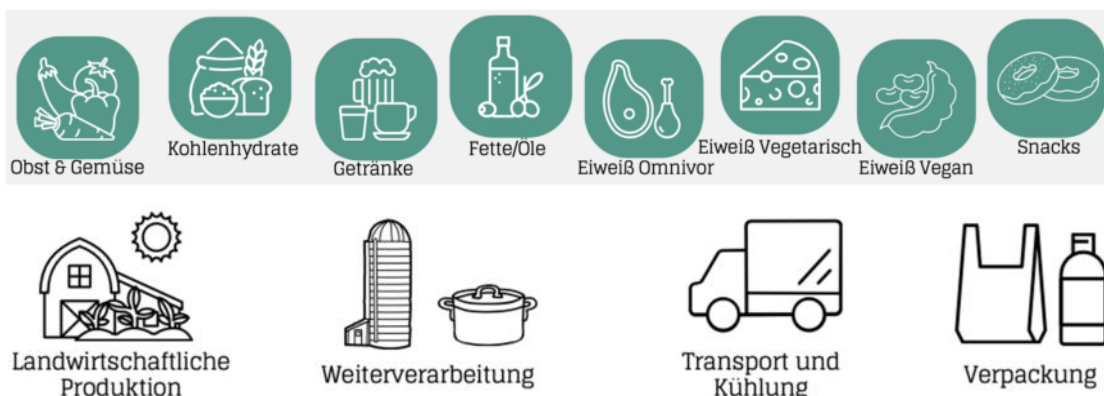 Obst & Gemüse
Kohlenhydrate
Getränke
Fette/Öle
Eiweiß Omnivor
Eiweiß Vegetarisch
Eiweiß Vegan
Snacks
Landwirtschaftliche
Produktion
Weiterverarbeitung
Transport und
Kühlung
Verpackung